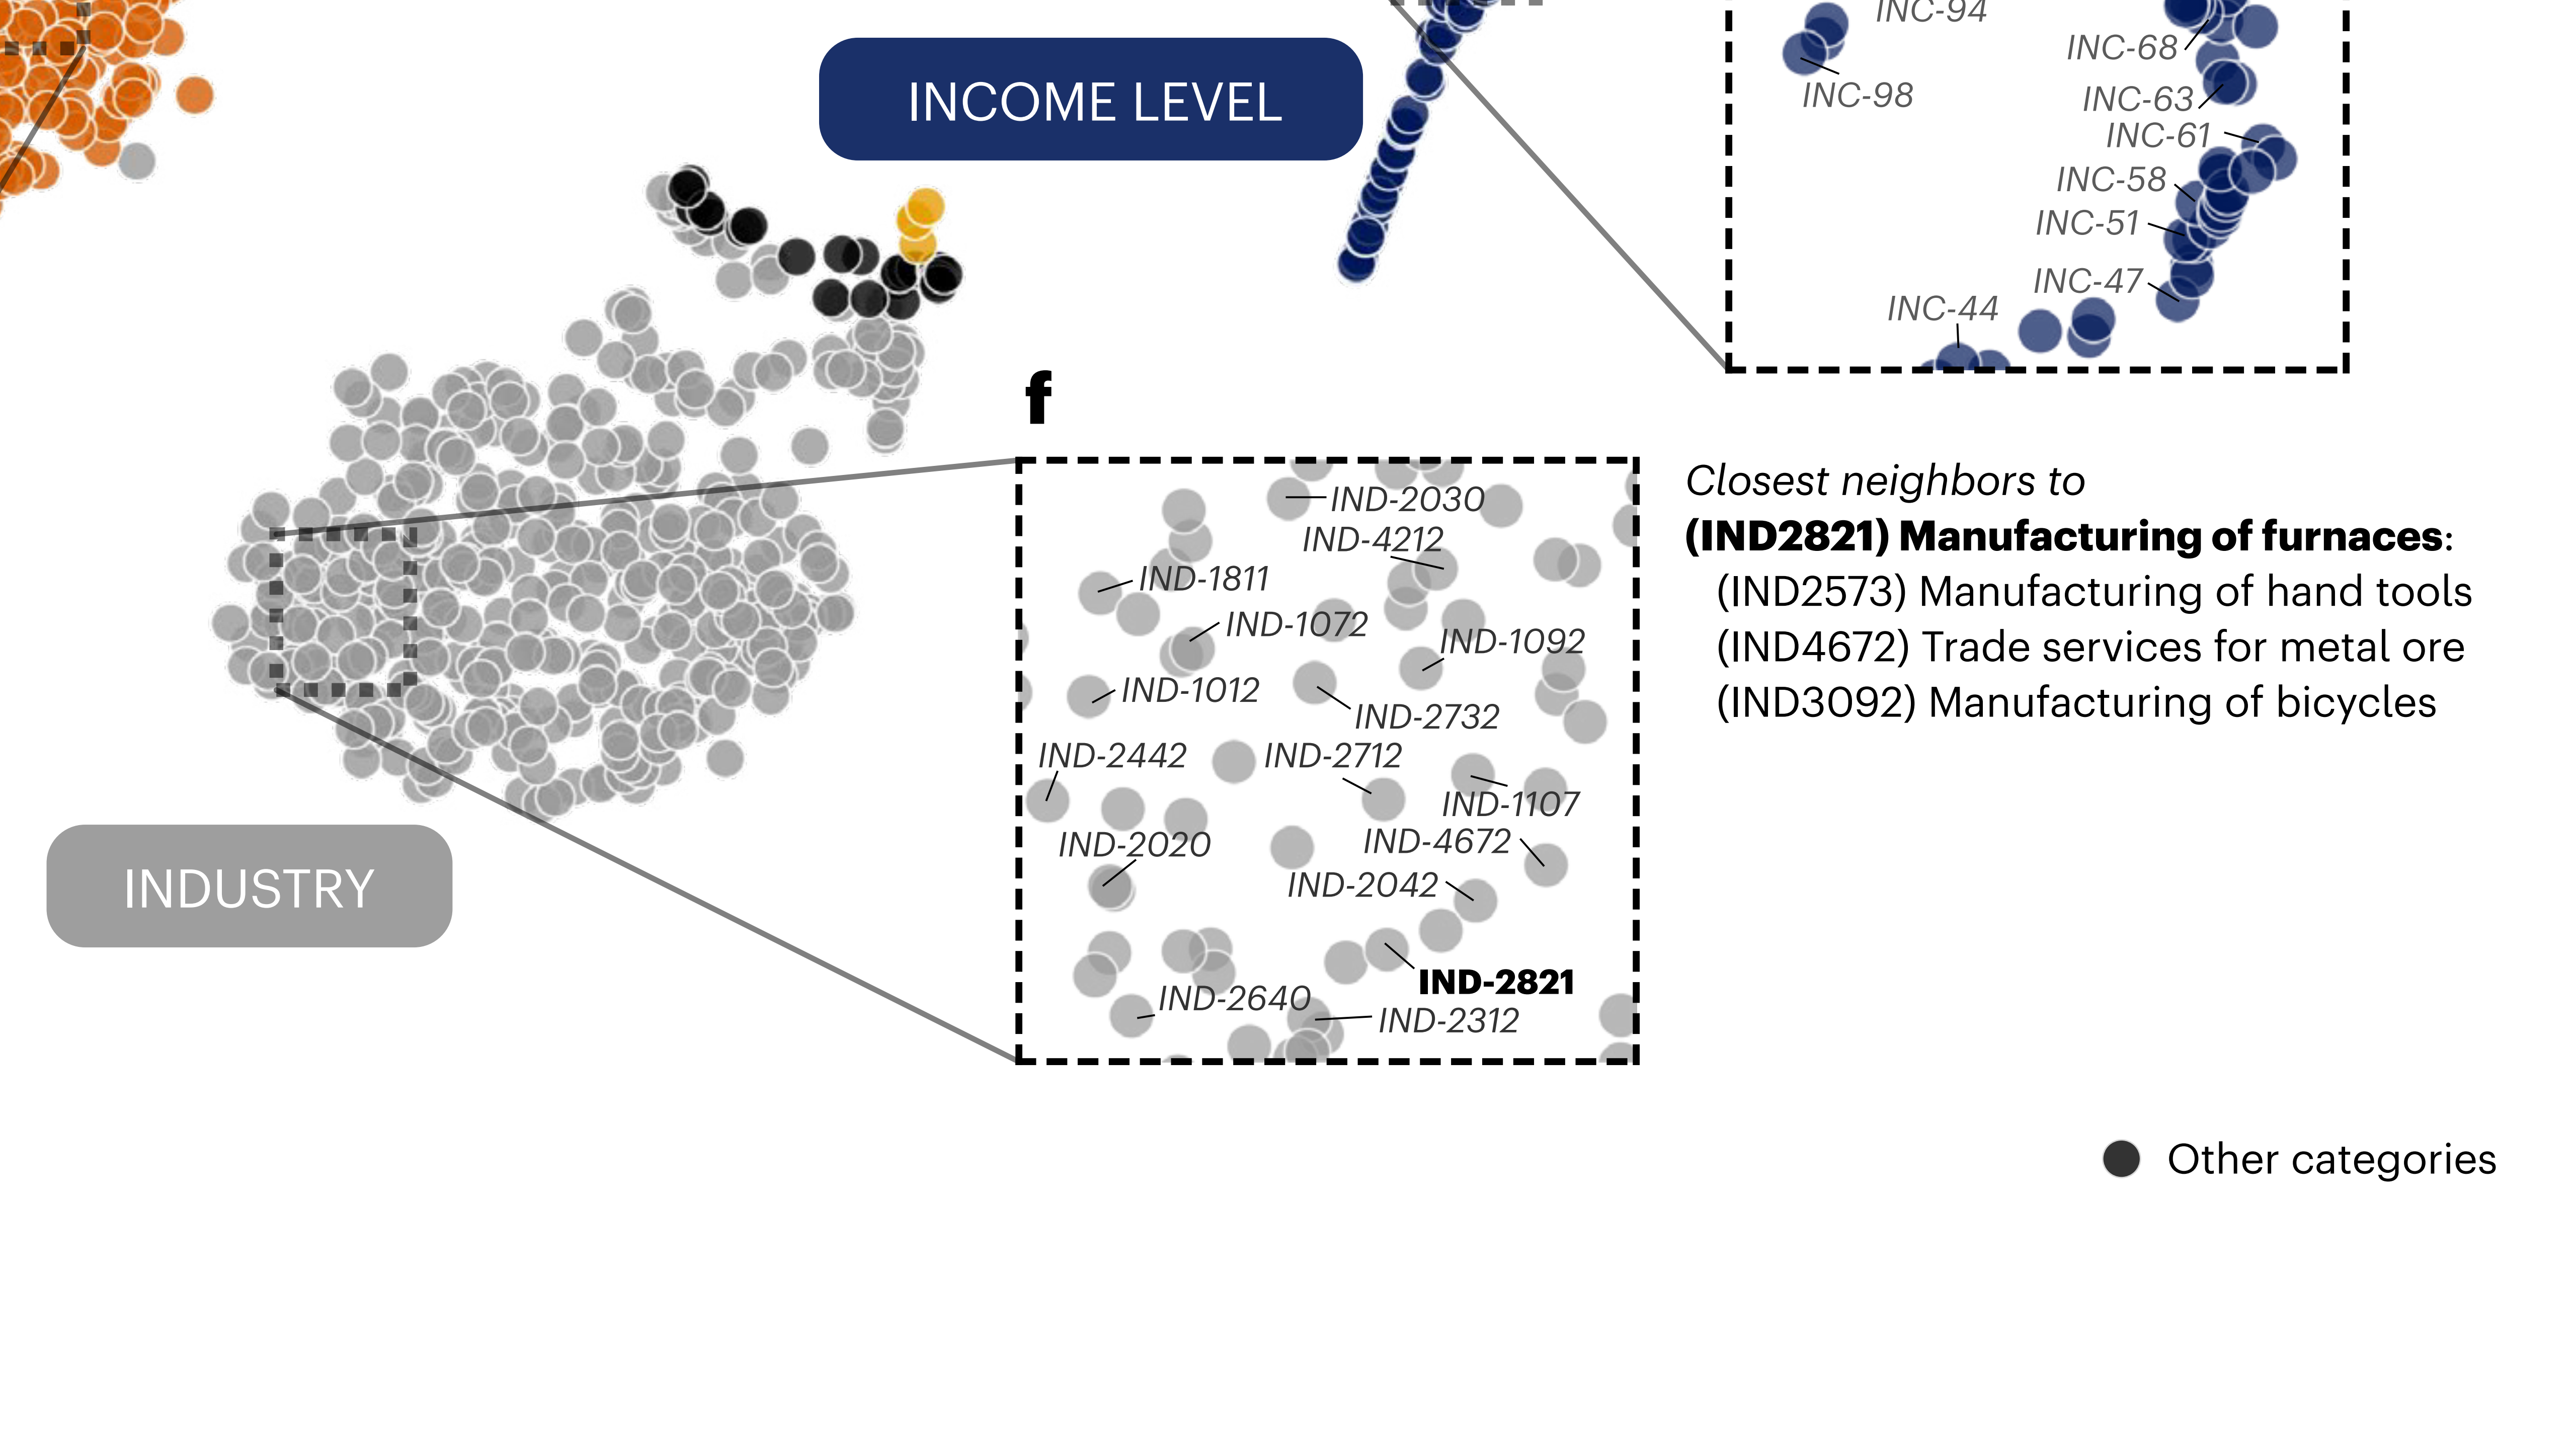 INC-94
INCOME LEVEL
INC-68
INC-98
INC-63
INC-61
INC-58
INC-51
INC-47
INC-44
f
IND-2030
IND-4212
IND-1811
IND-1072
IND-1092
IND-1012
IND-2732
IND-2442
IND-2712
IND-1107
IND-2020
IND-4672
IND-2042
IND-2821
IND-2640
IND-2312
Closest neighbors to
(IND2821) Manufacturing of furnaces:
(IND2573) Manufacturing of hand tools
(IND4672) Trade services for metal ore
(IND3092) Manufacturing of bicycles
INDUSTRY
Other categories